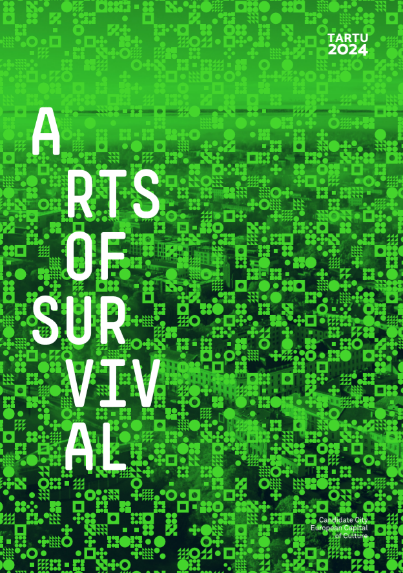 TARTU
2024
A
RTS
OF
SUR
VIV
AL
Candidate City
European Capital
of Culture